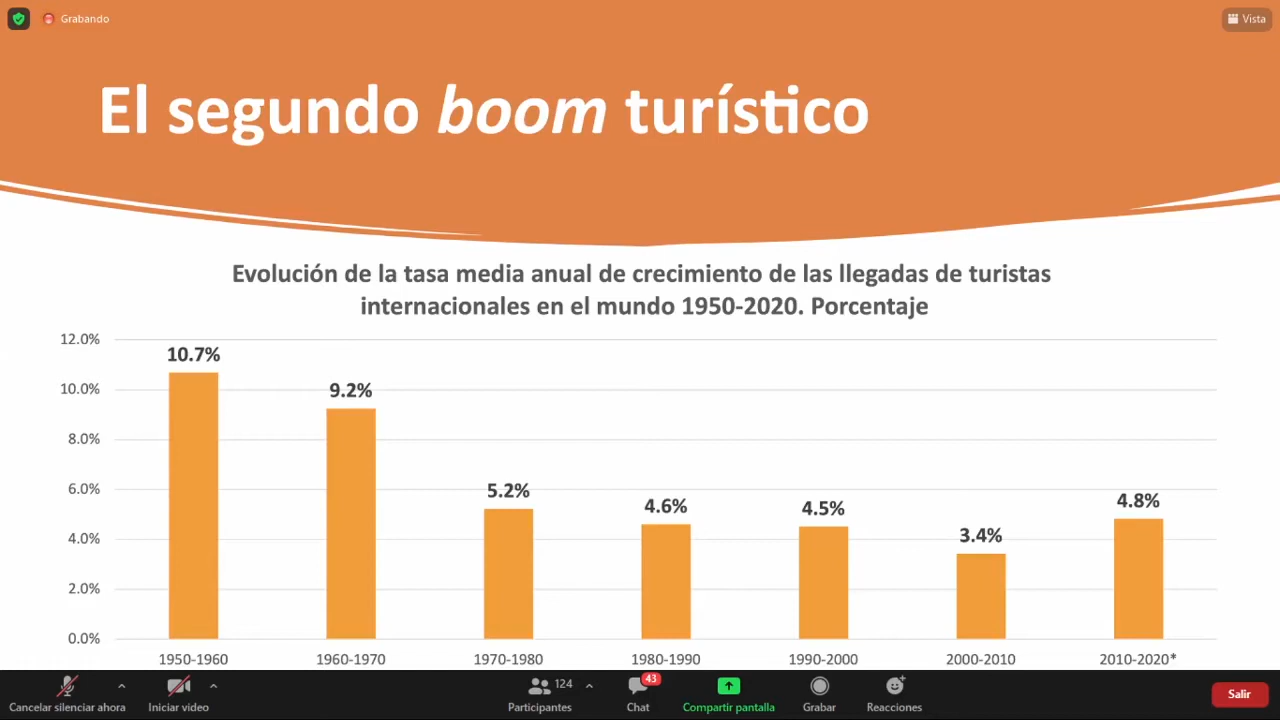 Grabando
Vista
El segundo boom turístico
Evolución de la tasa media anual de crecimiento de las llegadas de turistas
internacionales en el mundo 1950-2020. Porcentaje
12.0%
10.0%
8.0%
6.0%
4.0%
2.0%
0.0%
10.7%
9.2%
5.2%
4.6%
4.5%
3.4%
4.8%
1950-1960
1960-1970
1970-1980
1980-1990
1990-2000
2000-2010
2010-2020*
Cancelar silenciar ahora
Iniciar video
124
Participantes
43
Chat
Compartir pantalla
Grabar
Reacciones
Salir